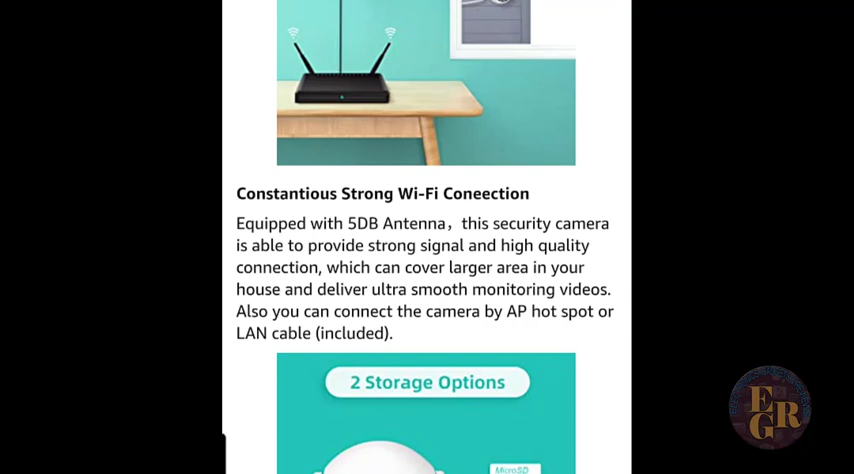 Constantious Strong Wi-Fi Coneection
Equipped with 5DB Antenna，this security camera
is able to provide strong signal and high quality
connection, which can cover larger area in your
house and deliver ultra smooth monitoring videos.
Also you can connect the camera by AP hot spot or
LAN cable (included).
2 Storage Options
MicroSD
EGR